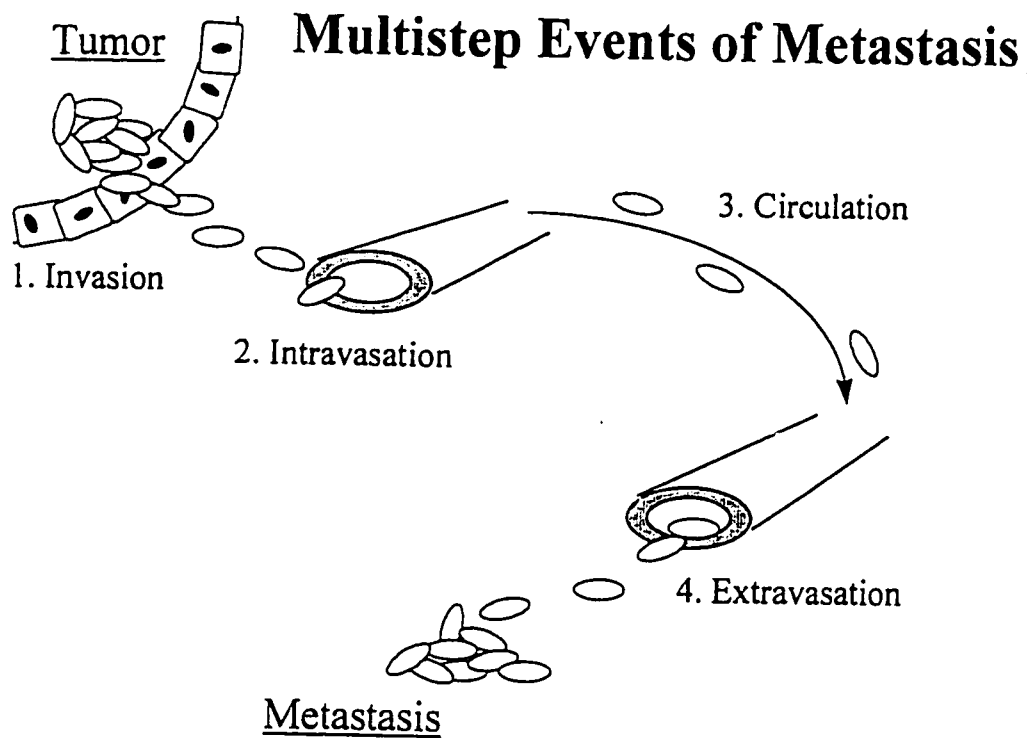 Multistep Events of Metastasis
Tumor
3. Circulation
1. Invasion
2. Intravasation
4. Extravasation
Metastasis